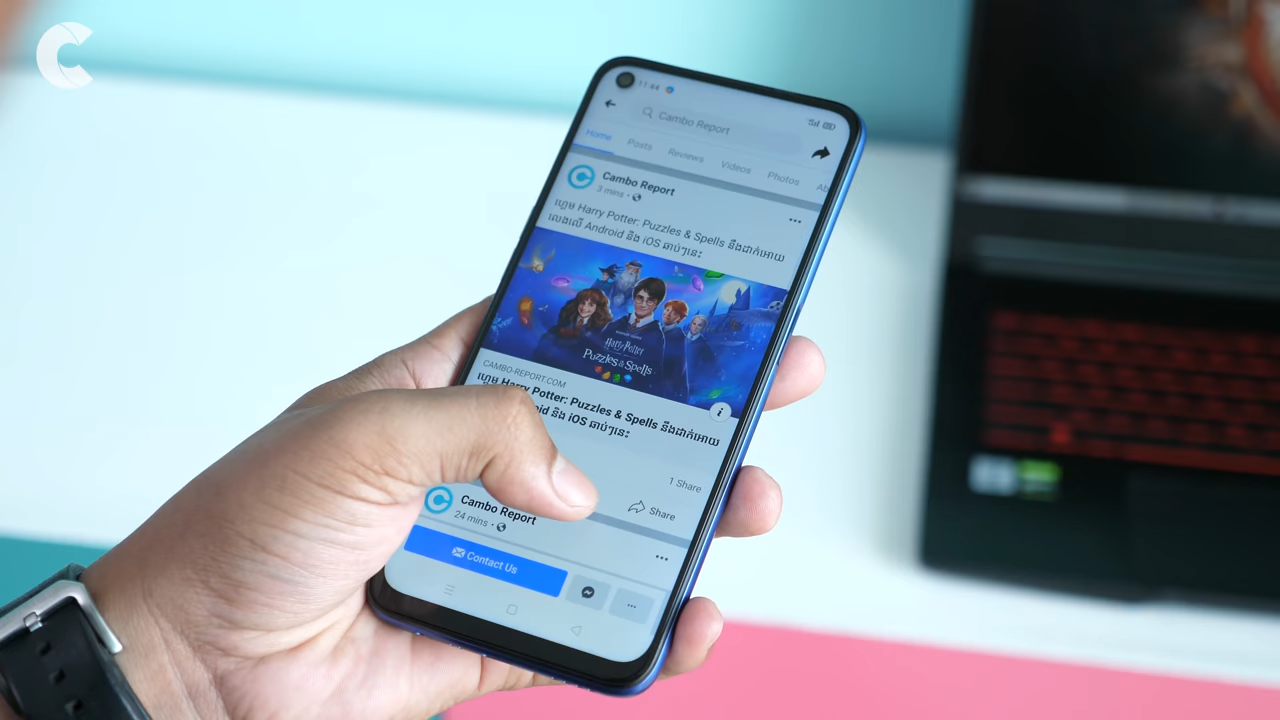 11:44
Cambo Report
Home Posts Reviews Videos Photos Ab
Cambo Report
3 mins
ហ្គេម Harry Potter: Puzzles & Spells នឹងដាក់អោយ
លេងលើ Android និង iOS ឆាប់ៗនេះ
Harry Potter
Puzzles & Spells
CAMBO-REPORT.COM
ហ្គេម Harry Potter: Puzzles & Spells នឹងដាក់អោយ
និង iOS ឆាប់ៗនេះ
1 Share
Share
Cambo Report
24 mins
Contact Us